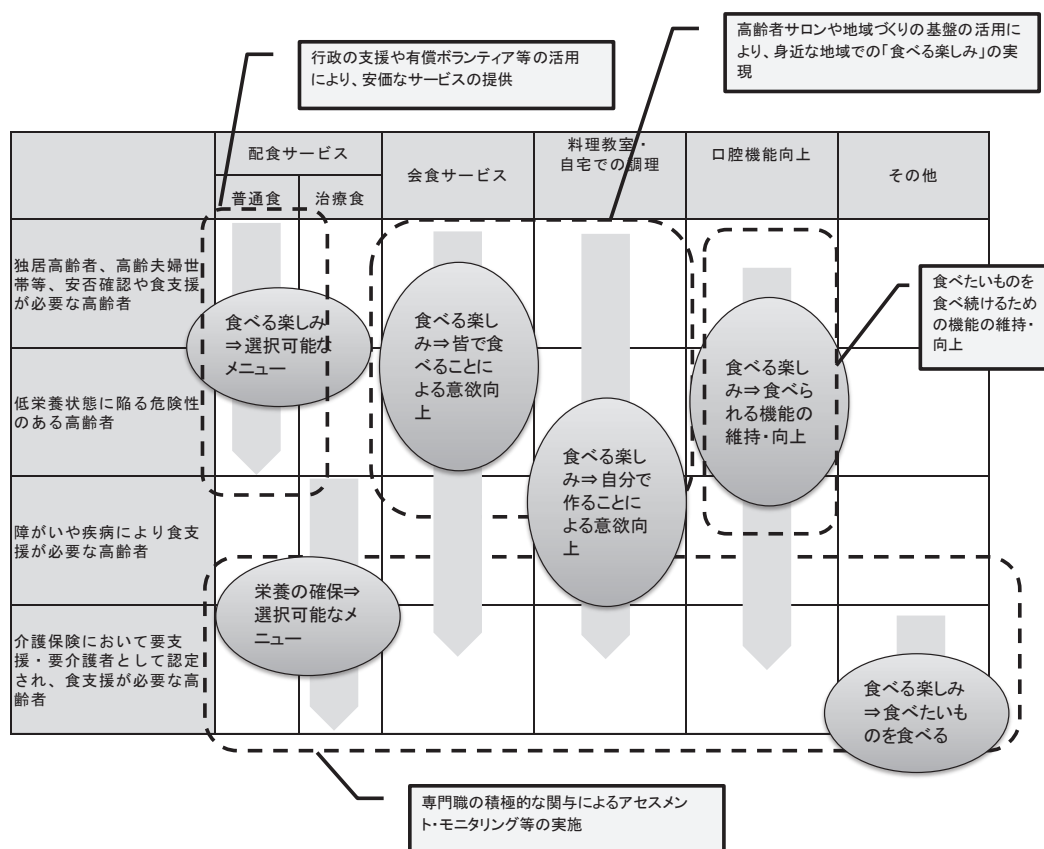 高齢者サロンや地域づくりの基盤の活用に
より、身近な地域での「食べる楽しみ」の実
現
行政の支援や有償ボランティア等の活用
により、安価なサービスの提供
配食サービス
普通食
治療食
会食サービス
料理教室・
自宅での調理
口腔機能向上
その他
独居高齢者、高齢夫婦世
帯等、安否確認や食支援
が必要な高齢者
食べる楽しみ
⇒選択可能な
メニュー
食べる楽し
み⇒皆で食
べることに
よる意欲向
上
食べる楽し
み⇒食べら
れる機能の
維持・向上
食べたいものを
食べ続けるため
の機能の維持・
向上
低栄養状態に陥る危険性
のある高齢者
食べる楽し
み⇒自分で
作ることに
よる意欲向
上
障がいや疾病により食支
援が必要な高齢者
栄養の確保⇒
選択可能なメ
ニュー
介護保険において要支
援・要介護者として認定
され、食支援が必要な高
齢者
食べる楽しみ
⇒食べたいも
のを食べる
専門職の積極的な関与によるアセスメン
ト・モニタリング等の実施